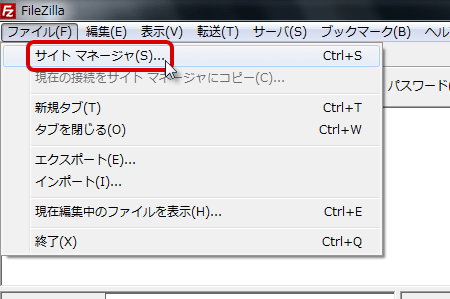 FileZilla
ファイル(F) 編集(E) 表示(V) 転送(T) サーバ(S) ブックマーク(B) ヘル
サイト マネージャ(S)... Ctrl+S
現在の接続をサイト マネージャにコピー(C)...
パスワード(
新規タブ(T) Ctrl+T
タブを閉じる(O) Ctrl+W
エクスポート(E)...
インポート(I)...
現在編集中のファイルを表示(H)... Ctrl+E
終了(X) Ctrl+Q